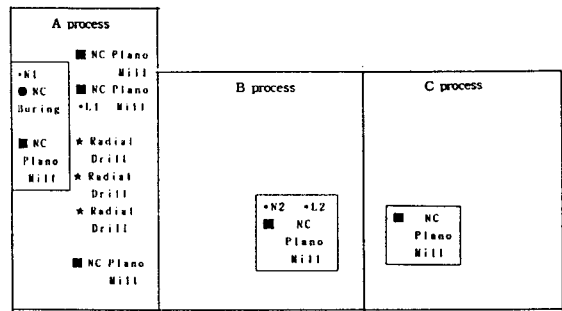 A process
B process
C process
*N1
● NC
Boring
■ NC
Plano
Mill
■ NC Plano
Mill
■ NC Plano
*L1 Mill
★ Radial
Drill
★ Radial
Drill
★ Radial
Drill
■ NC Plano
Mill
*N2 *L2
■ NC
Plano
Mill
■ NC
Plano
Mill